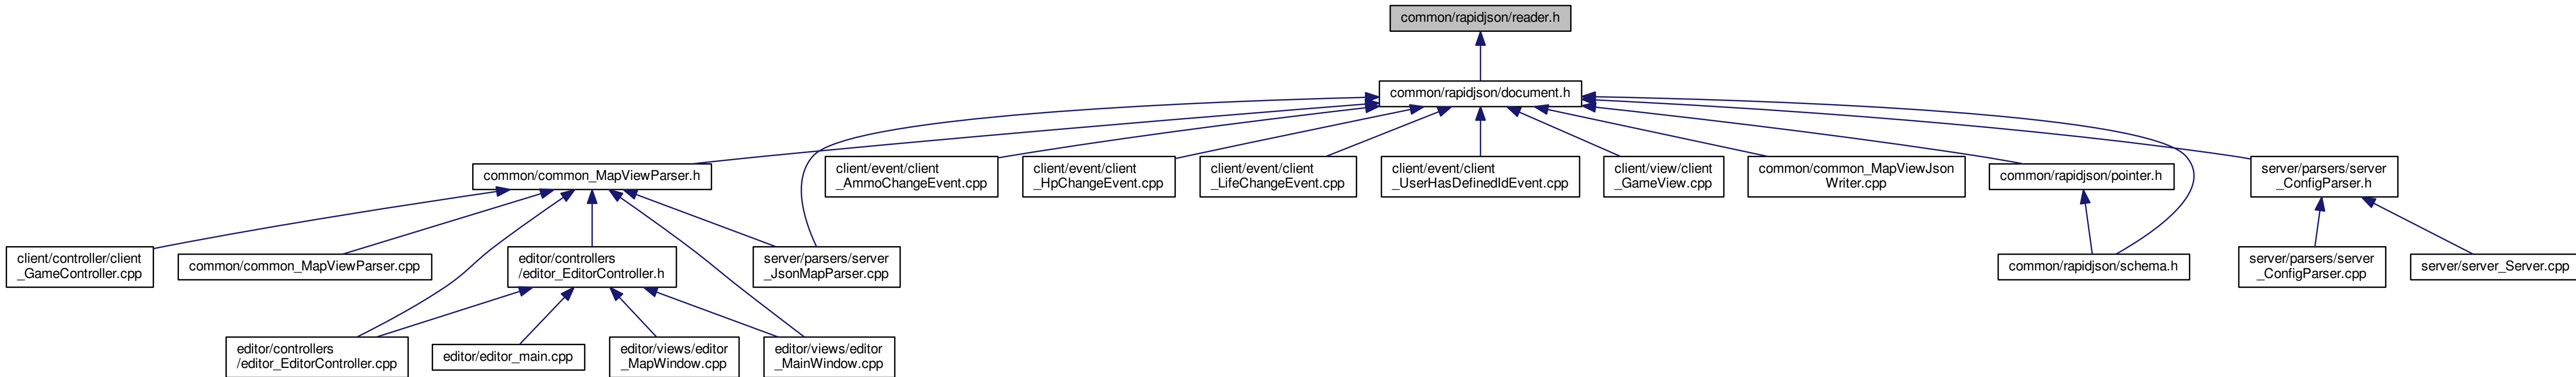 common/rapidjson/reader.h
common/rapidjson/document.h
common/common_MapViewParser.h
client/event/client
_AmmoChangeEvent.cpp
client/event/client
_HpChangeEvent.cpp
client/event/client
_LifeChangeEvent.cpp
client/event/client
_UserHasDefinedIdEvent.cpp
client/view/client
_GameView.cpp
common/common_MapViewJson
Writer.cpp
common/rapidjson/pointer.h
server/parsers/server
_ConfigParser.h
client/controller/client
_GameController.cpp
common/common_MapViewParser.cpp
editor/controllers
/editor_EditorController.h
server/parsers/server
_JsonMapParser.cpp
common/rapidjson/schema.h
server/parsers/server
_ConfigParser.cpp
server/server_Server.cpp
editor/controllers
/editor_EditorController.cpp
editor/editor_main.cpp
editor/views/editor
_MapWindow.cpp
editor/views/editor
_MainWindow.cpp